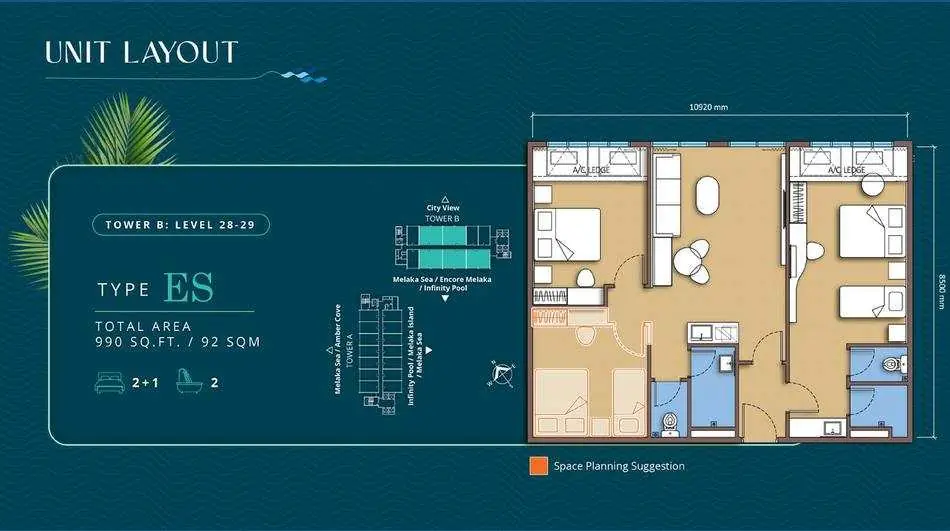 UNIT LAYOUT
10920 mm
A/C LEDGE
A/C LEDGE
8500 mm
TOWER B: LEVEL 28-29
TYPE ES
TOTAL AREA
990 SQ.FT. / 92 SQM
2+1
2
City View
TOWER B
Melaka Sea / Encore Melaka
/ Infinity Pool
Melaka Sea / Amber Cove
TOWER A
Infinity Pool / Melaka Island
/ Melaka Sea
Space Planning Suggestion